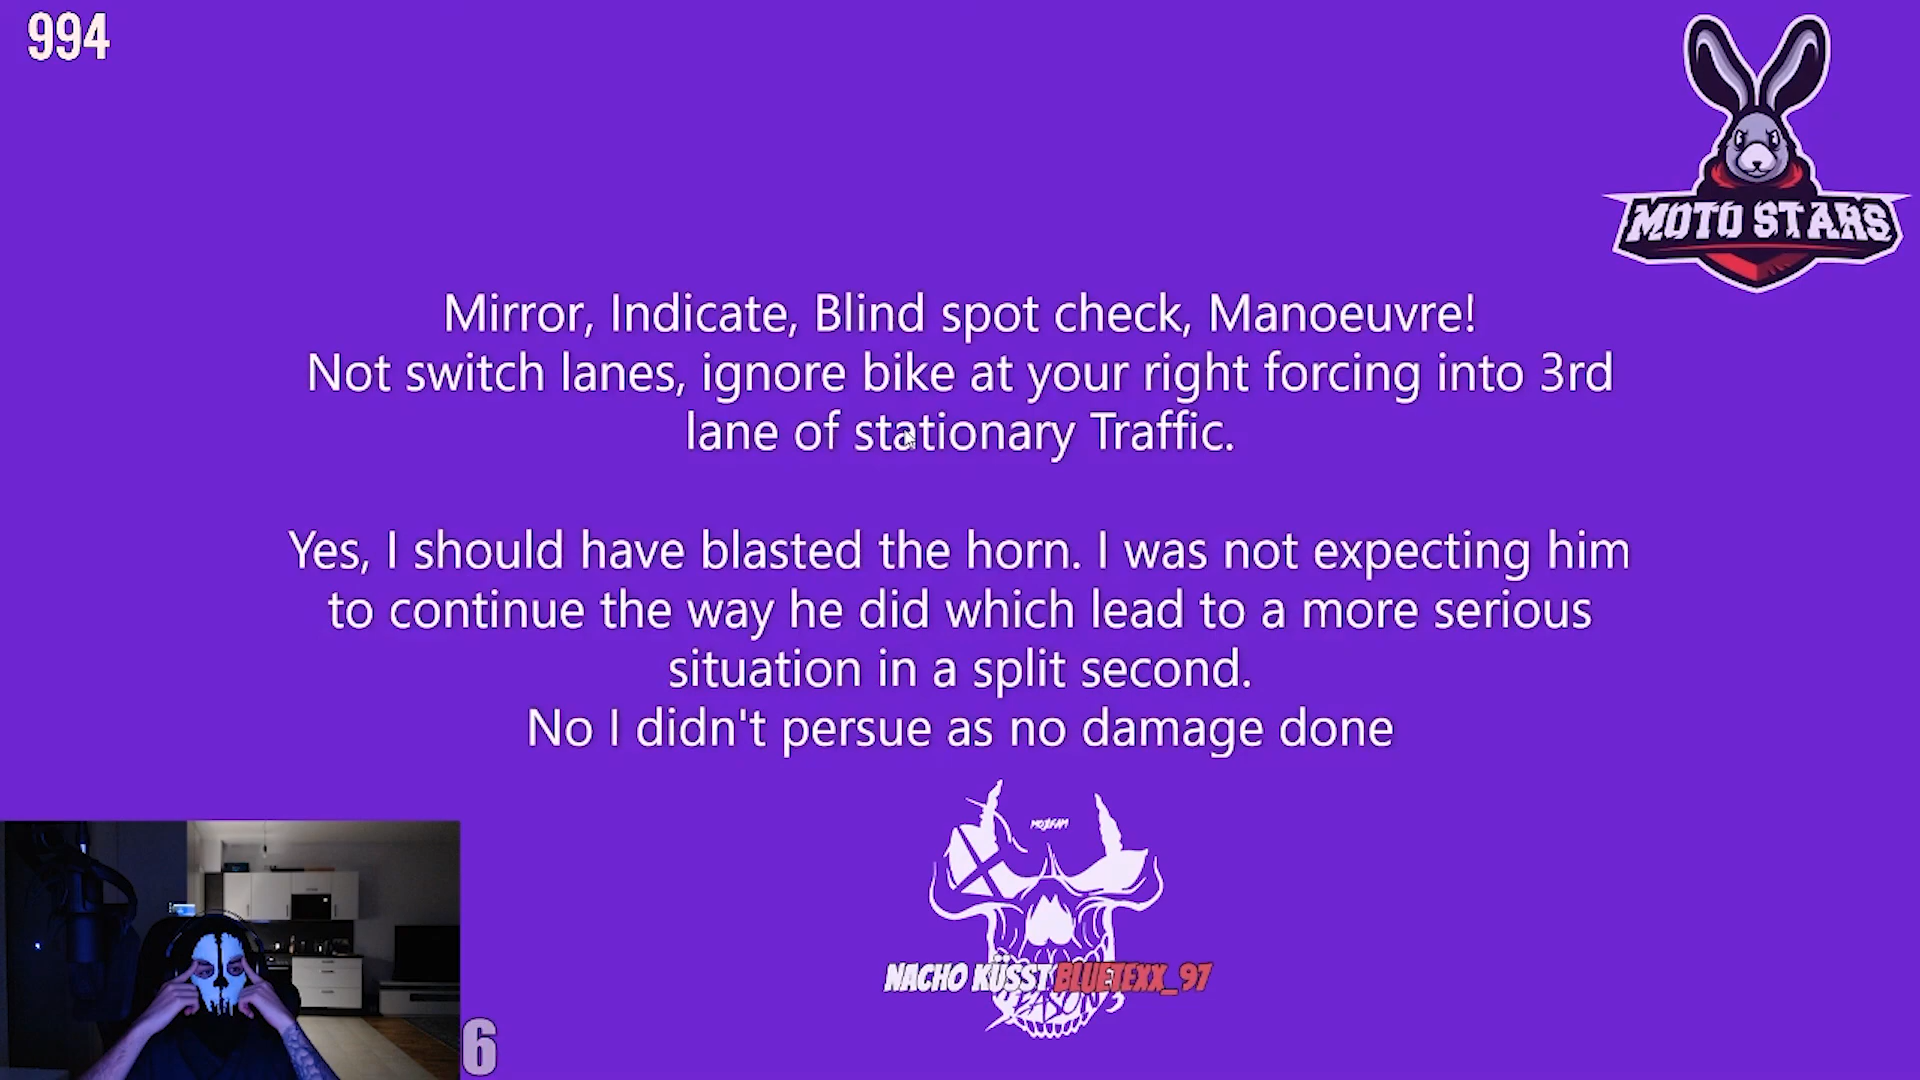 994
MOTO STARS
Mirror, Indicate, Blind spot check, Manoeuvre!
Not switch lanes, ignore bike at your right forcing into 3rd
lane of stationary Traffic.
Yes, I should have blasted the horn. I was not expecting him
to continue the way he did which lead to a more serious
situation in a split second.
No I didn't persue as no damage done
NACHO KÜSST BLUETEXX_97
6